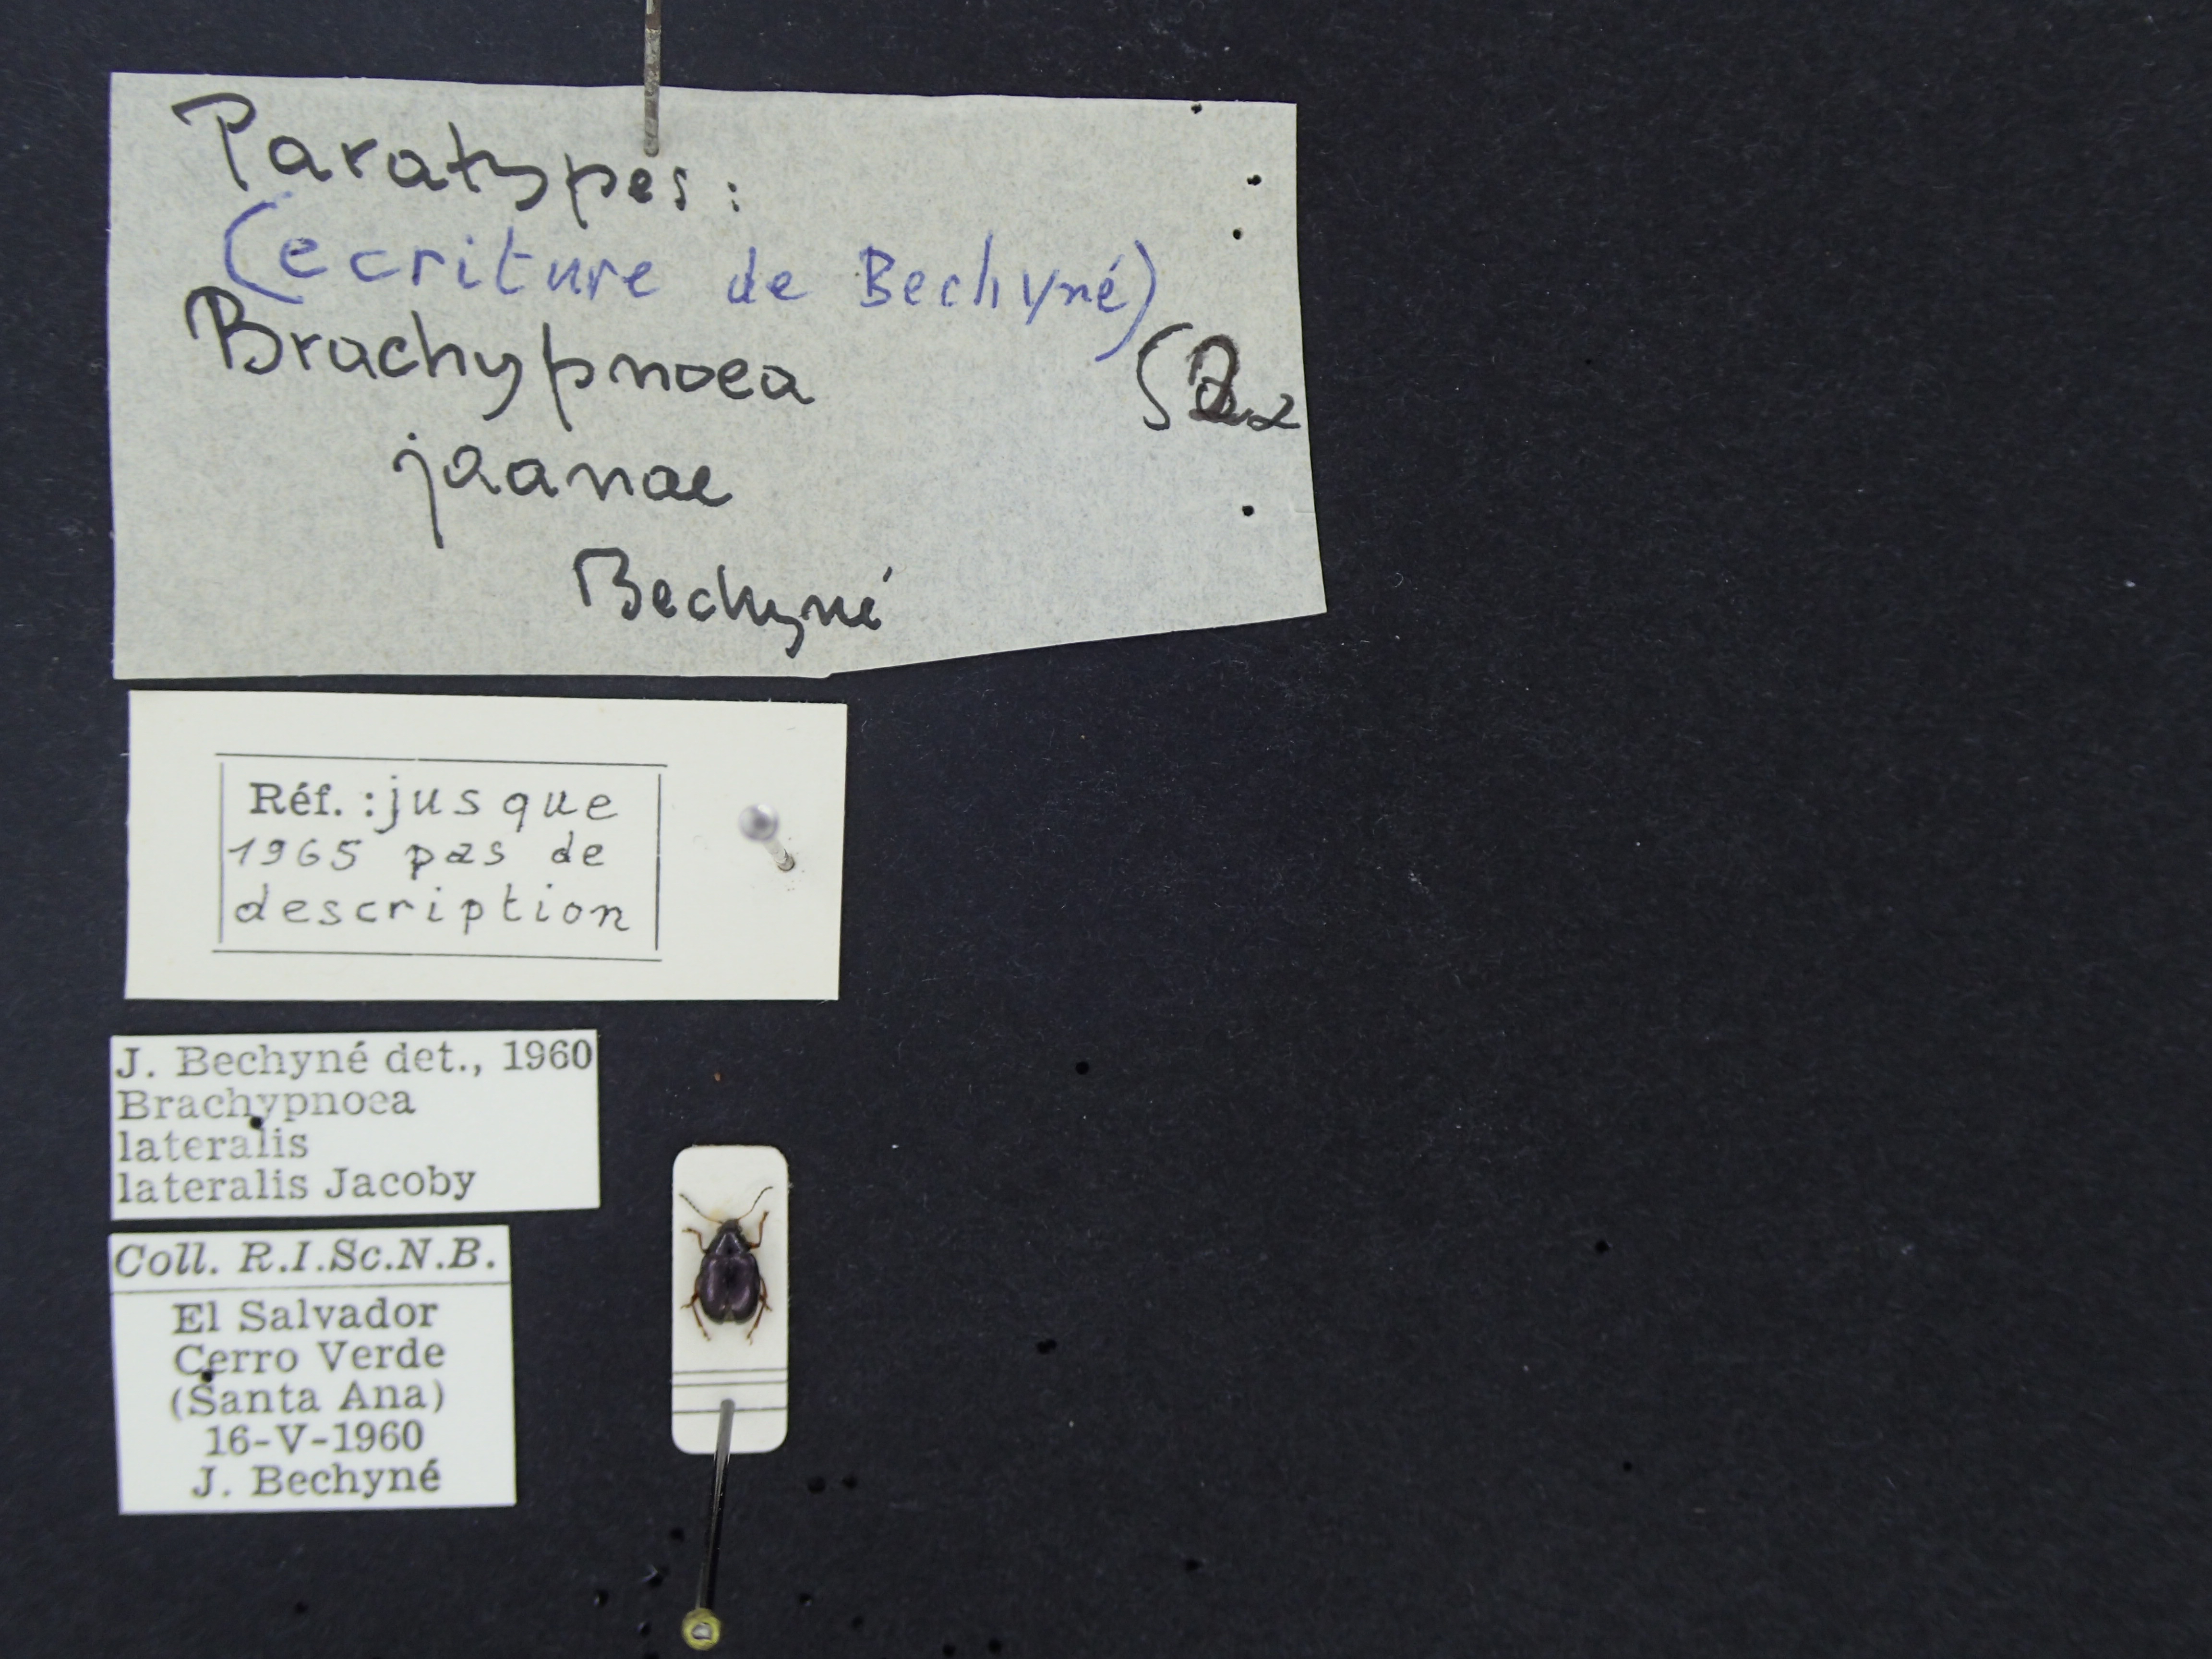 Paratypes:
(ecriture de Bechyné)
Brachypnoea
jaanae
Bechyné
Réf. : jusque
1965 pas de
description
J. Bechyné det., 1960
Brachypnoea
lateralis
lateralis Jacoby
Coll. R.I.Sc.N.B.
El Salvador
Cerro Verde
(Santa Ana)
16-V-1960
J. Bechyné